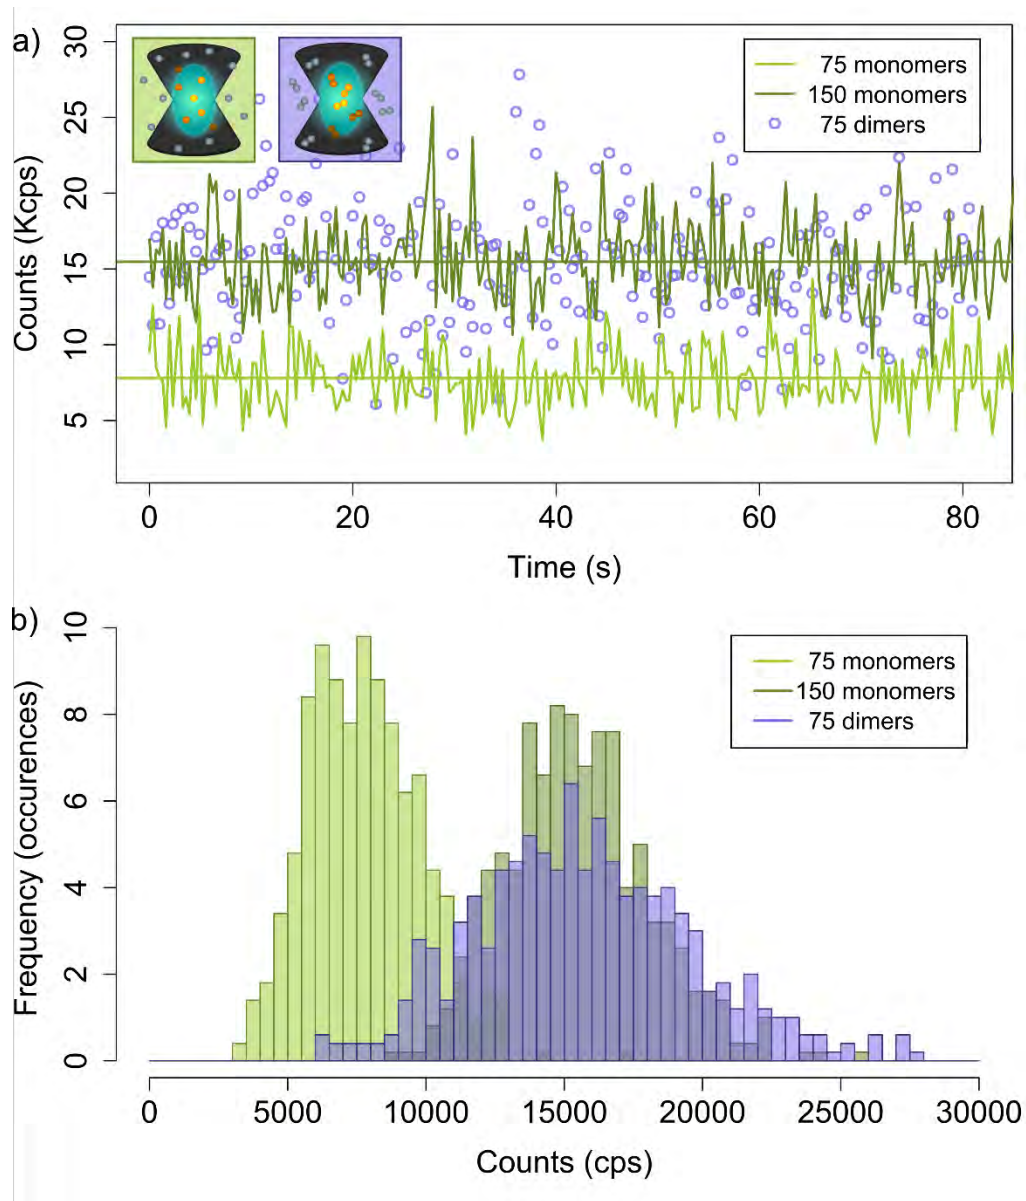 a)
30
25
20
15
10
5
Counts (Kcps)
75 monomers
150 monomers
75 dimers
0 20 40 60 80
Time (s)
b)
10
8
6
4
2
0
Frequency (occurences)
75 monomers
150 monomers
75 dimers
0 5000 10000 15000 20000 25000 30000
Counts (cps)